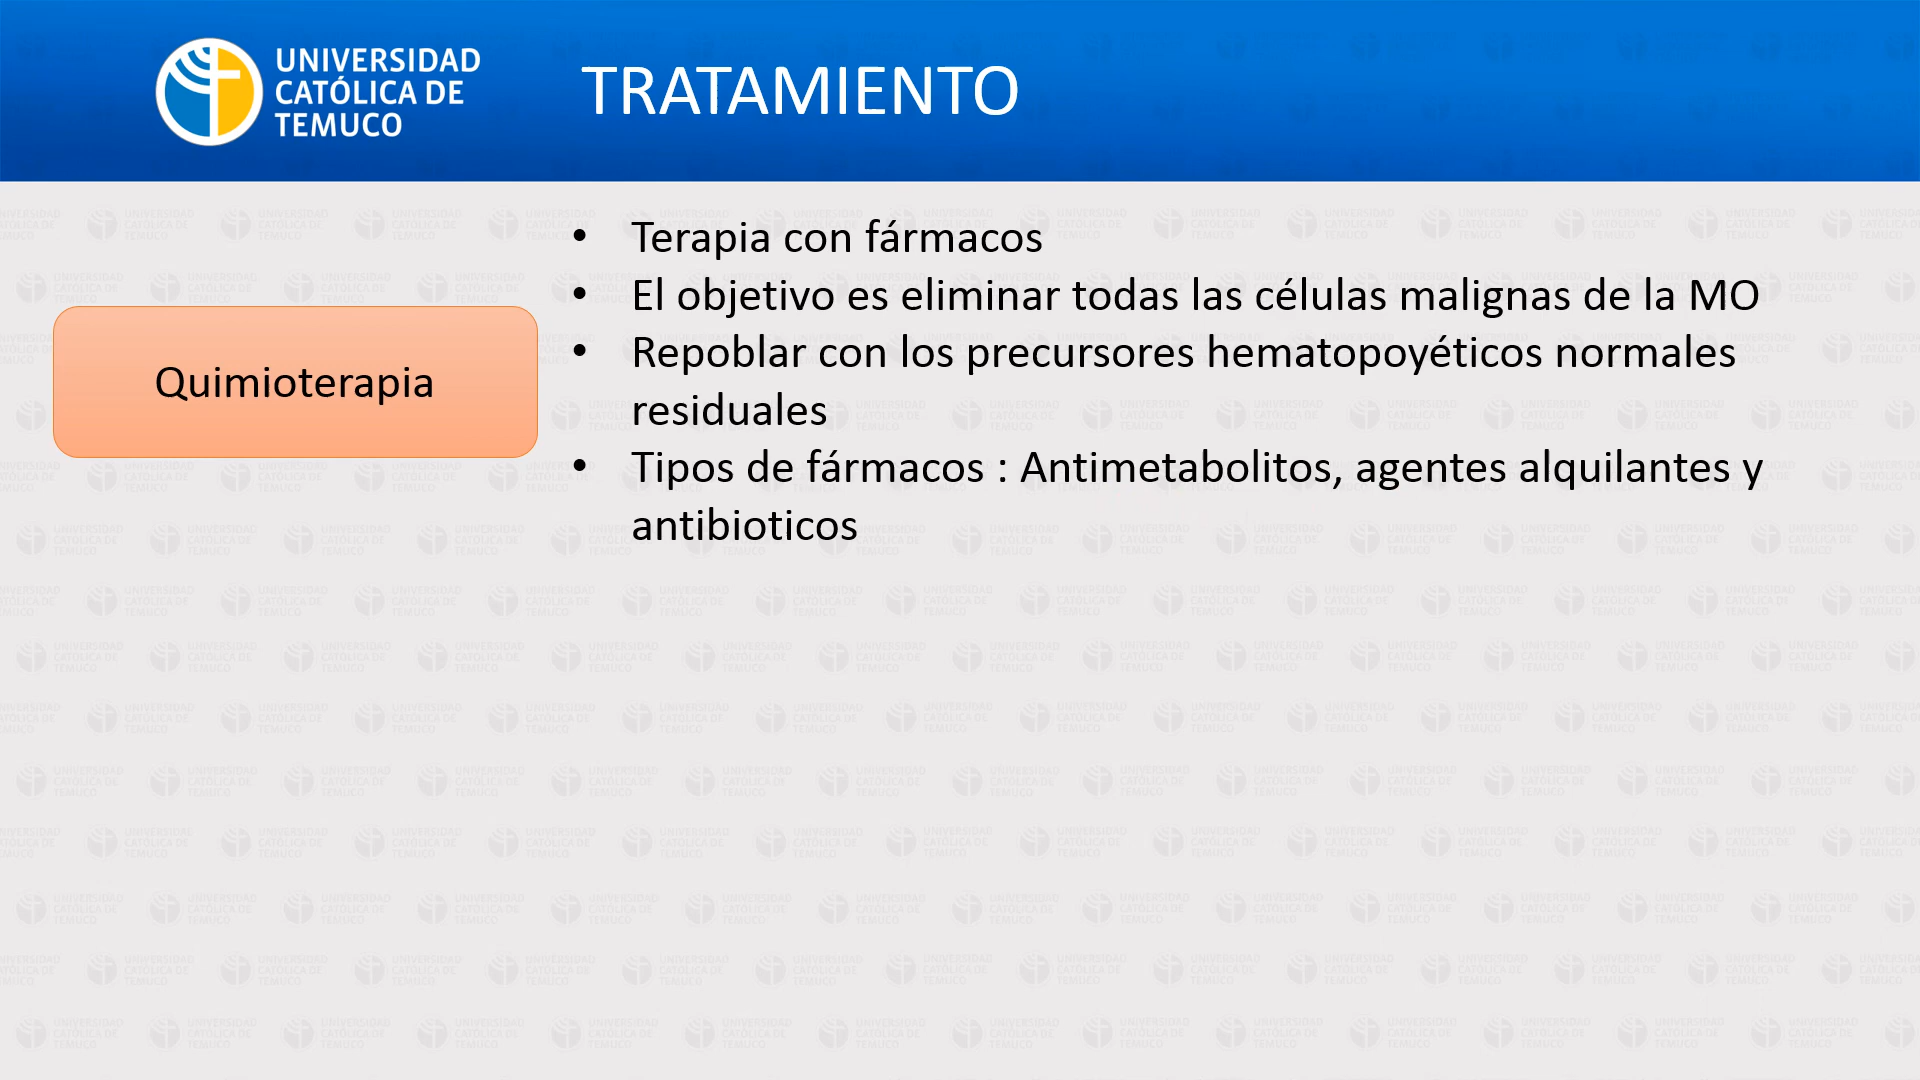 UNIVERSIDAD
CATÓLICA DE
TEMUCO
TRATAMIENTO
Quimioterapia
• Terapia con fármacos
• El objetivo es eliminar todas las células malignas de la MO
• Repoblar con los precursores hematopoyéticos normales
residuales
• Tipos de fármacos : Antimetabolitos, agentes alquilantes y
antibioticos